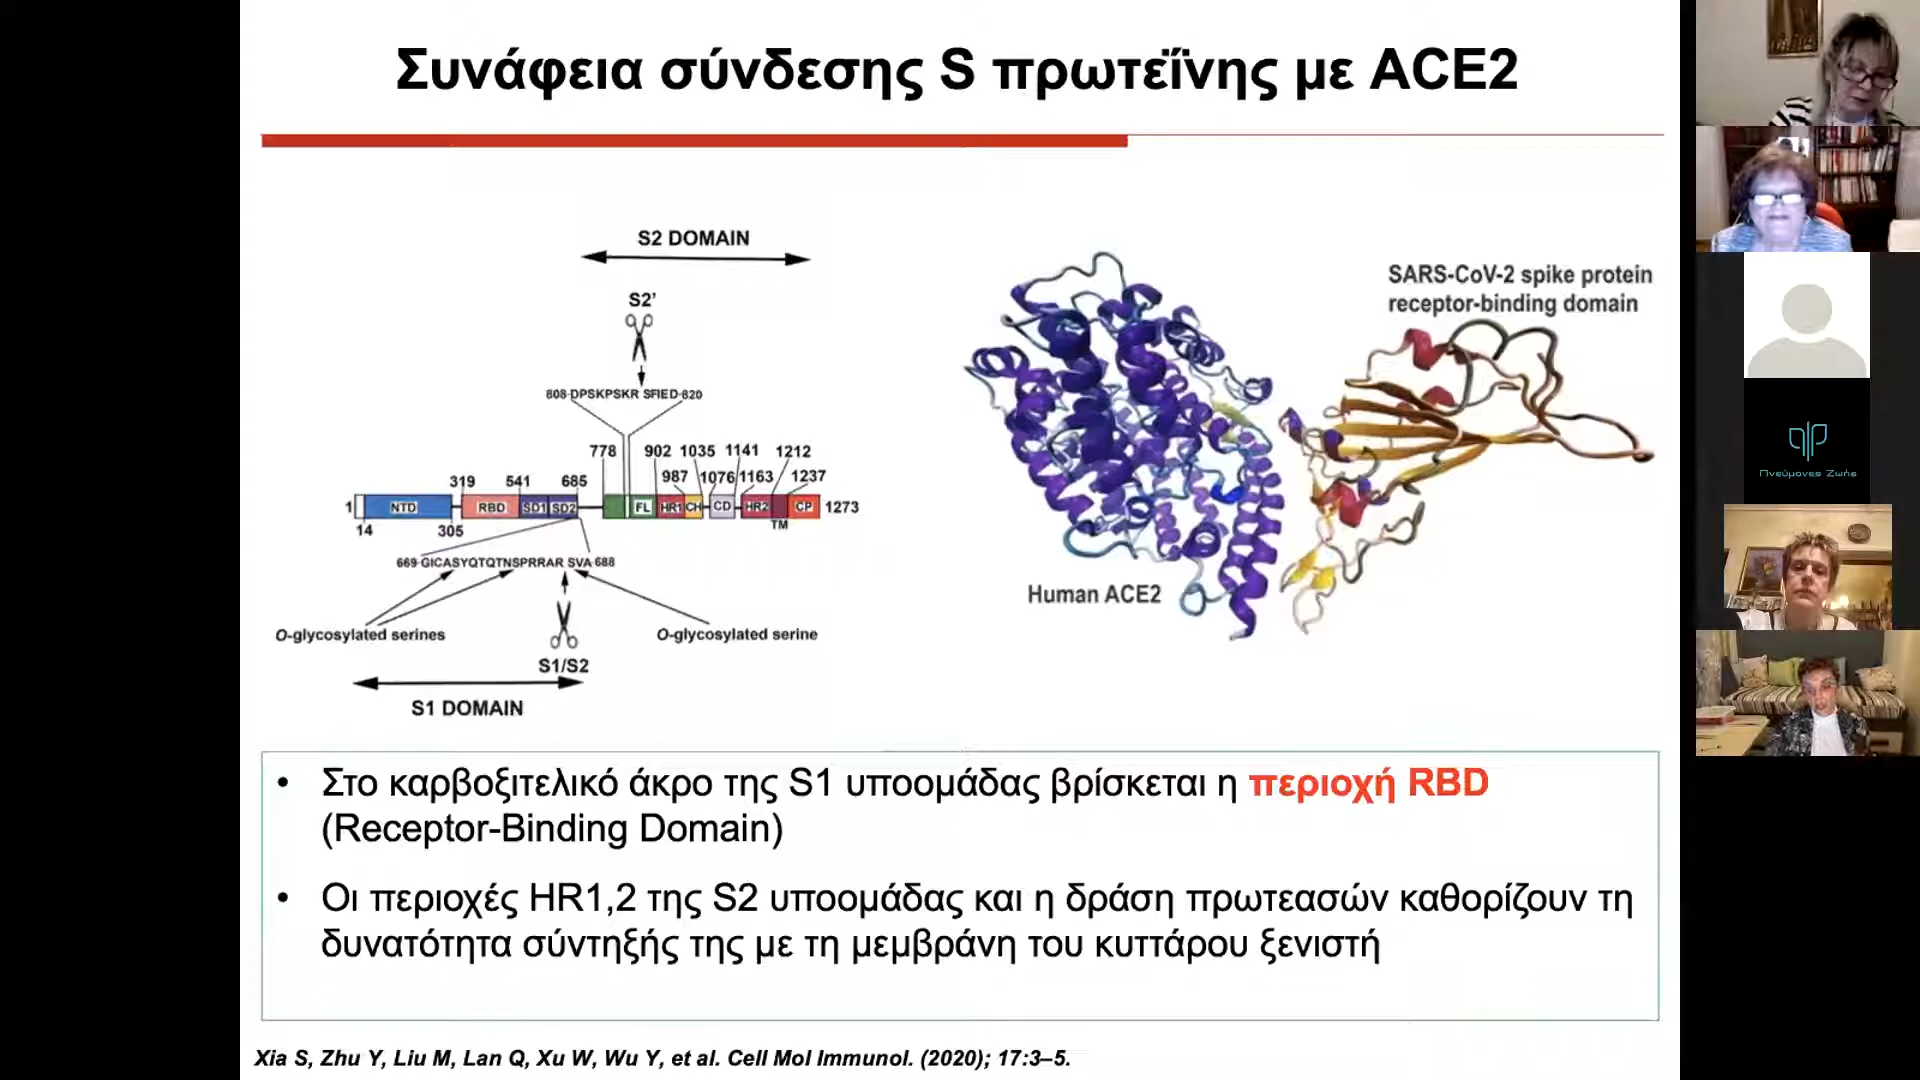 Συνάφεια σύνδεσης S πρωτεΐνης με ACE2
S2 DOMAIN
S2’
808-DPSKPSKR SFIED-820
778
902
1035
1141
1212
987
1076
1163
1237
319
541
685
1
NTD
RBD
SD1
SD2
FL
HR1
CH
CD
HR2
CP
1273
14
305
TM
669-GICASYQTQTNSPRRAR SVA-688
O-glycosylated serines
O-glycosylated serine
S1/S2
S1 DOMAIN
SARS-CoV-2 spike protein
receptor-binding domain
Human ACE2
Πνεύμονες Ζωής
• Στο καρβοξιτελικό άκρο της S1 υποομάδας βρίσκεται η περιοχή RBD
(Receptor-Binding Domain)
• Οι περιοχές HR1,2 της S2 υποομάδας και η δράση πρωτεασών καθορίζουν τη
δυνατότητα σύντηξής της με τη μεμβράνη του κυττάρου ξενιστή
Xia S, Zhu Y, Liu M, Lan Q, Xu W, Wu Y, et al. Cell Mol Immunol. (2020); 17:3–5.